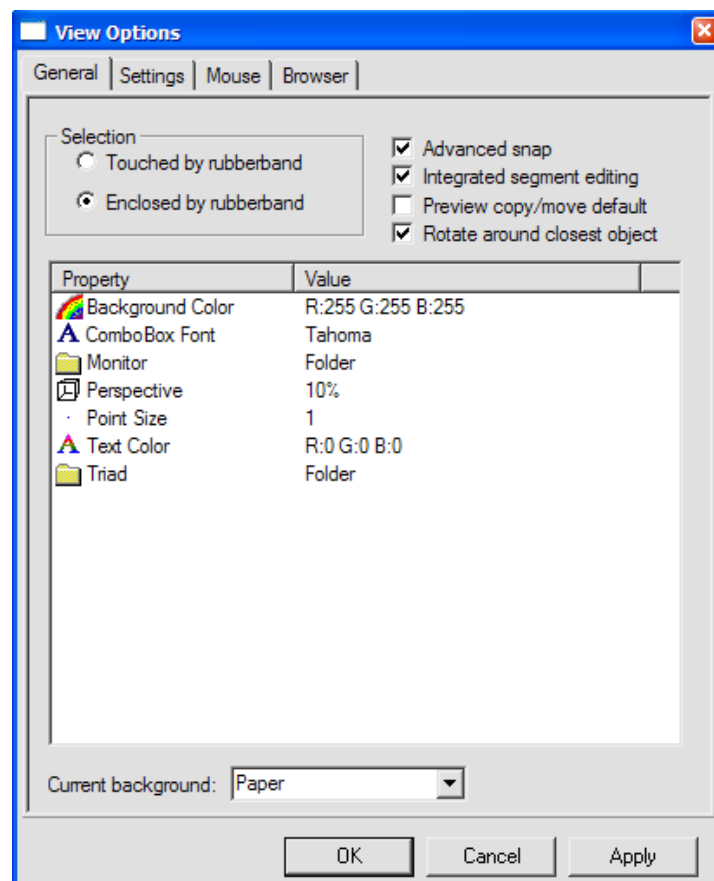 View Options
General Settings Mouse Browser
Selection
Touched by rubberband
Enclosed by rubberband
Advanced snap
Integrated segment editing
Preview copy/move default
Rotate around closest object
Property Value
Background Color R:255 G:255 B:255
ComboBox Font Tahoma
Monitor Folder
Perspective 10%
Point Size 1
Text Color R:0 G:0 B:0
Triad Folder
Current background: Paper
OK Cancel Apply